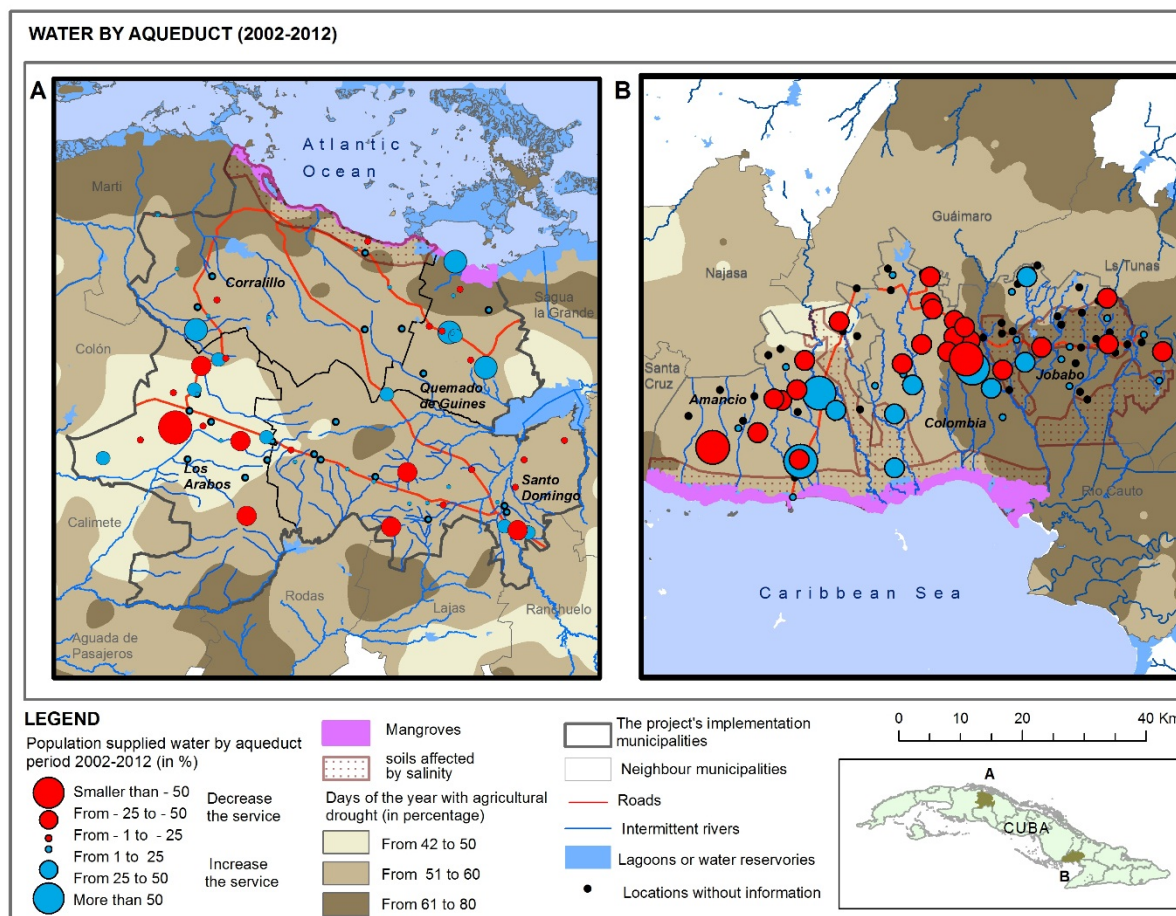 WATER BY AQUEDUCT (2002-2012)
A
Atlantic
Ocean
Marti
Corralillo
Sagua
la Grande
Colón
Quemado
de Guines
Los
Arabos
Santo
Domingo
Calimete
Rodas
Lajas
Ranchuelo
Aguada de
Pasajeros
B
Guáimaro
Najasa
Ls Tunas
Santa
Cruz
Amancio
Jobabo
Colombia
Rio Cauto
Caribbean Sea
LEGEND
Population supplied water by aqueduct
period 2002-2012 (in %)
Smaller than - 50
From - 25 to - 50
From - 1 to - 25
From 1 to 25
From 25 to 50
More than 50
Decrease
the service
Increase
the service
Mangroves
soils affected
by salinity
Days of the year with agricultural
drought (in percentage)
From 42 to 50
From 51 to 60
From 61 to 80
The project's implementation
municipalities
Neighbour municipalities
Roads
Intermittent rivers
Lagoons or water reservories
Locations without information
0 10 20 30 40 Km
A
CUBA
B